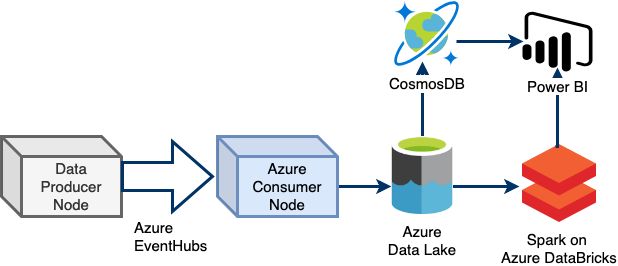 CosmosDB
Power BI
Data
Producer
Node
Azure
EventHubs
Azure
Consumer
Node
Azure
Data Lake
Spark on
Azure DataBricks